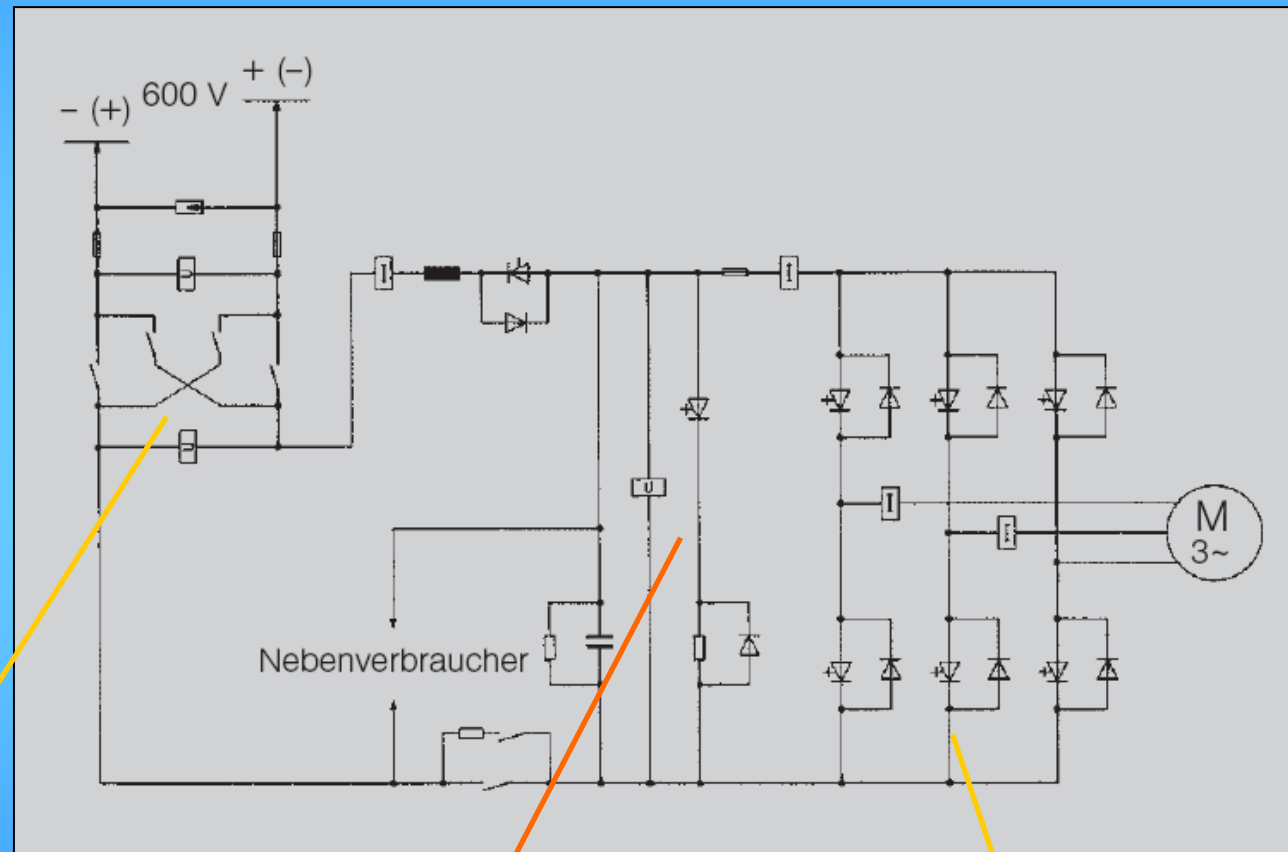 + (–)
600 V
– (+)
U
I
I
U
U
I
M
I
3~
Nebenverbraucher